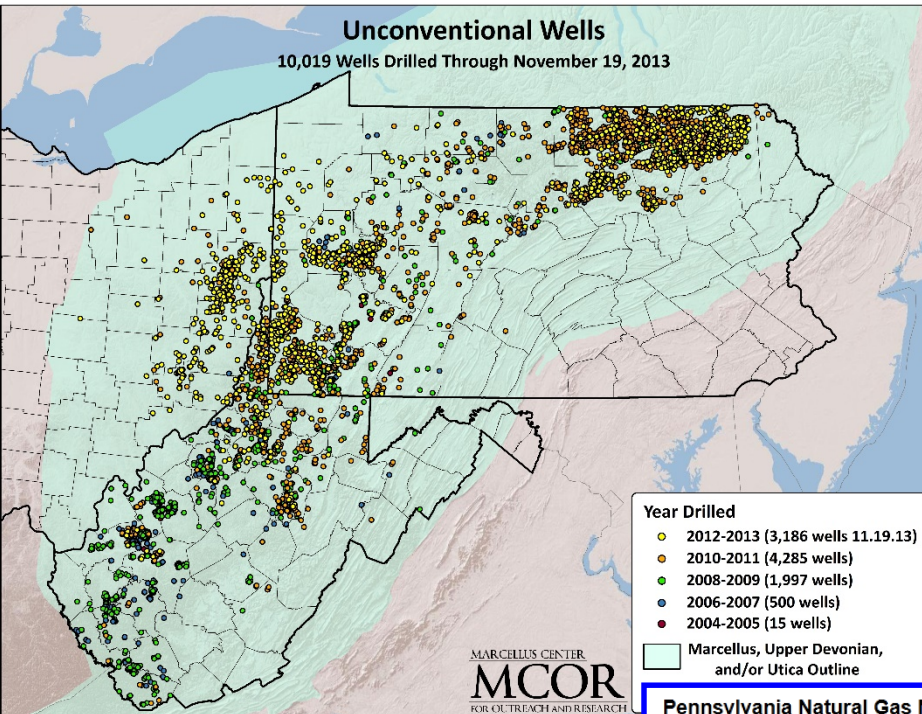 Unconventional Wells
10,019 Wells Drilled Through November 19, 2013
Year Drilled
2012-2013 (3,186 wells 11.19.13)
2010-2011 (4,285 wells)
2008-2009 (1,997 wells)
2006-2007 (500 wells)
2004-2005 (15 wells)
Marcellus, Upper Devonian,
and/or Utica Outline
MARCELLUS CENTER
MCOR
FOR OUTREACH AND RESEARCH
Pennsylvania Natural Gas